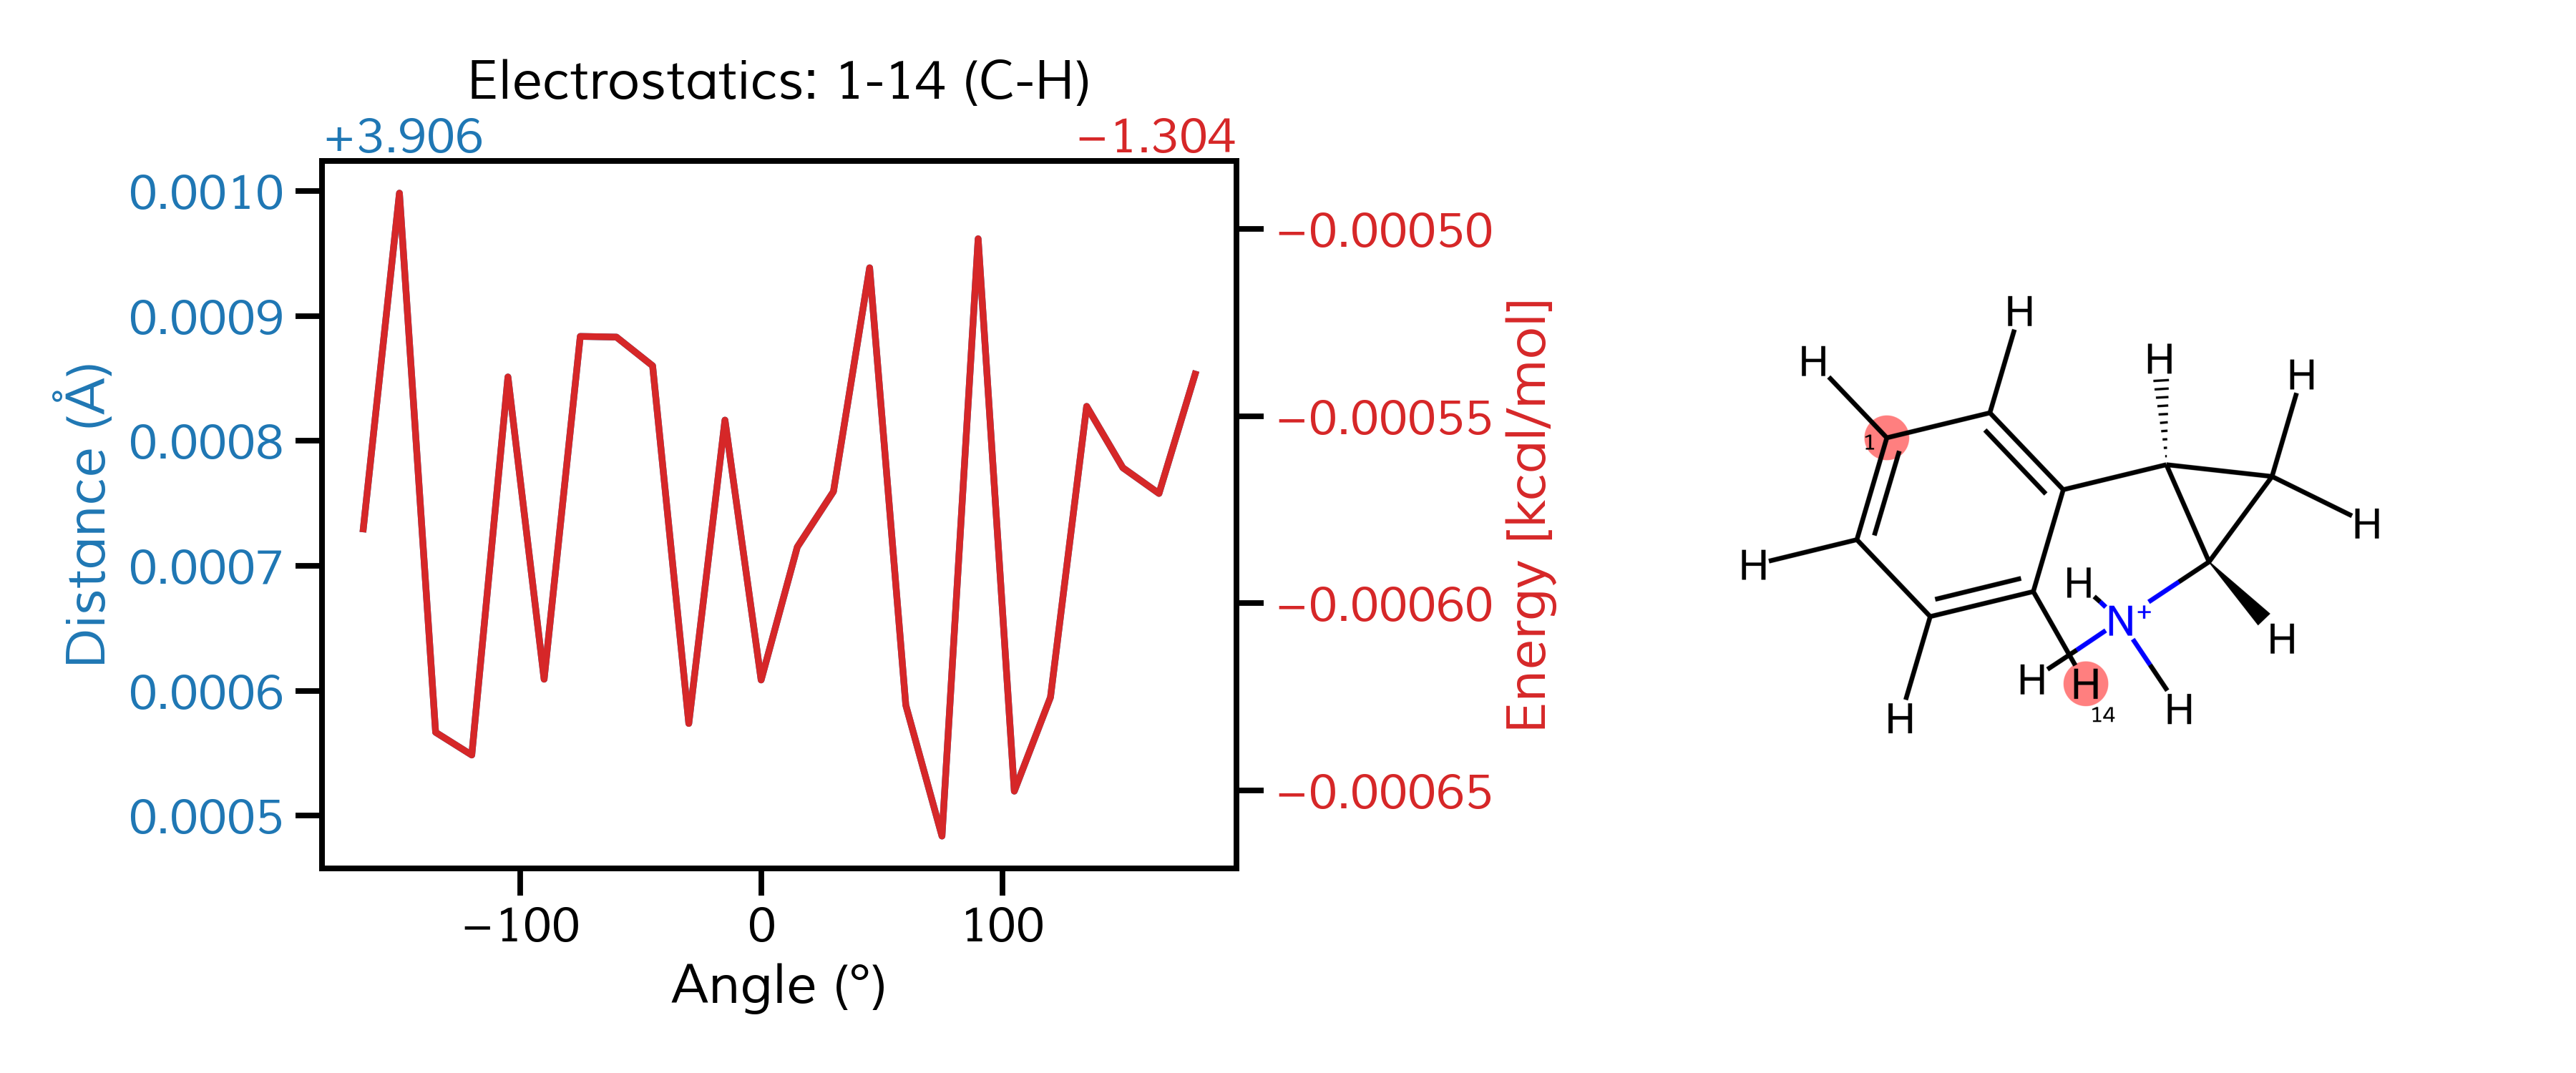 Electrostatics: 1-14 (C-H)
+3.906
−1.304
Distance (Å)
0.0010
0.0009
0.0008
0.0007
0.0006
0.0005
−0.00050
−0.00055
−0.00060
−0.00065
Energy [kcal/mol]
−100
0
100
Angle (°)
H
H
H
H
1
H
H
H
N+
H
H
H
H
H
14